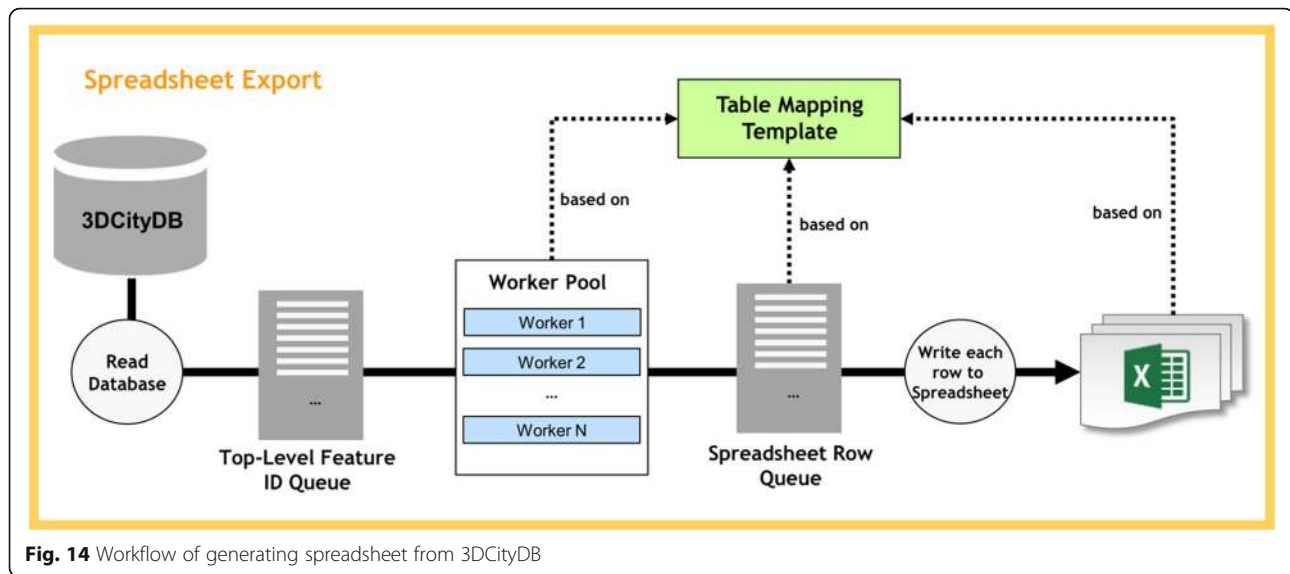 Spreadsheet Export
Table Mapping
Template
3DCityDB
based on
based on
based on
Worker Pool
Worker 1
Worker 2
...
Worker N
Read
Database
...
Top-Level Feature
ID Queue
...
Spreadsheet Row
Queue
Write each
row to
Spreadsheet
X
Fig. 14 Workflow of generating spreadsheet from 3DCityDB